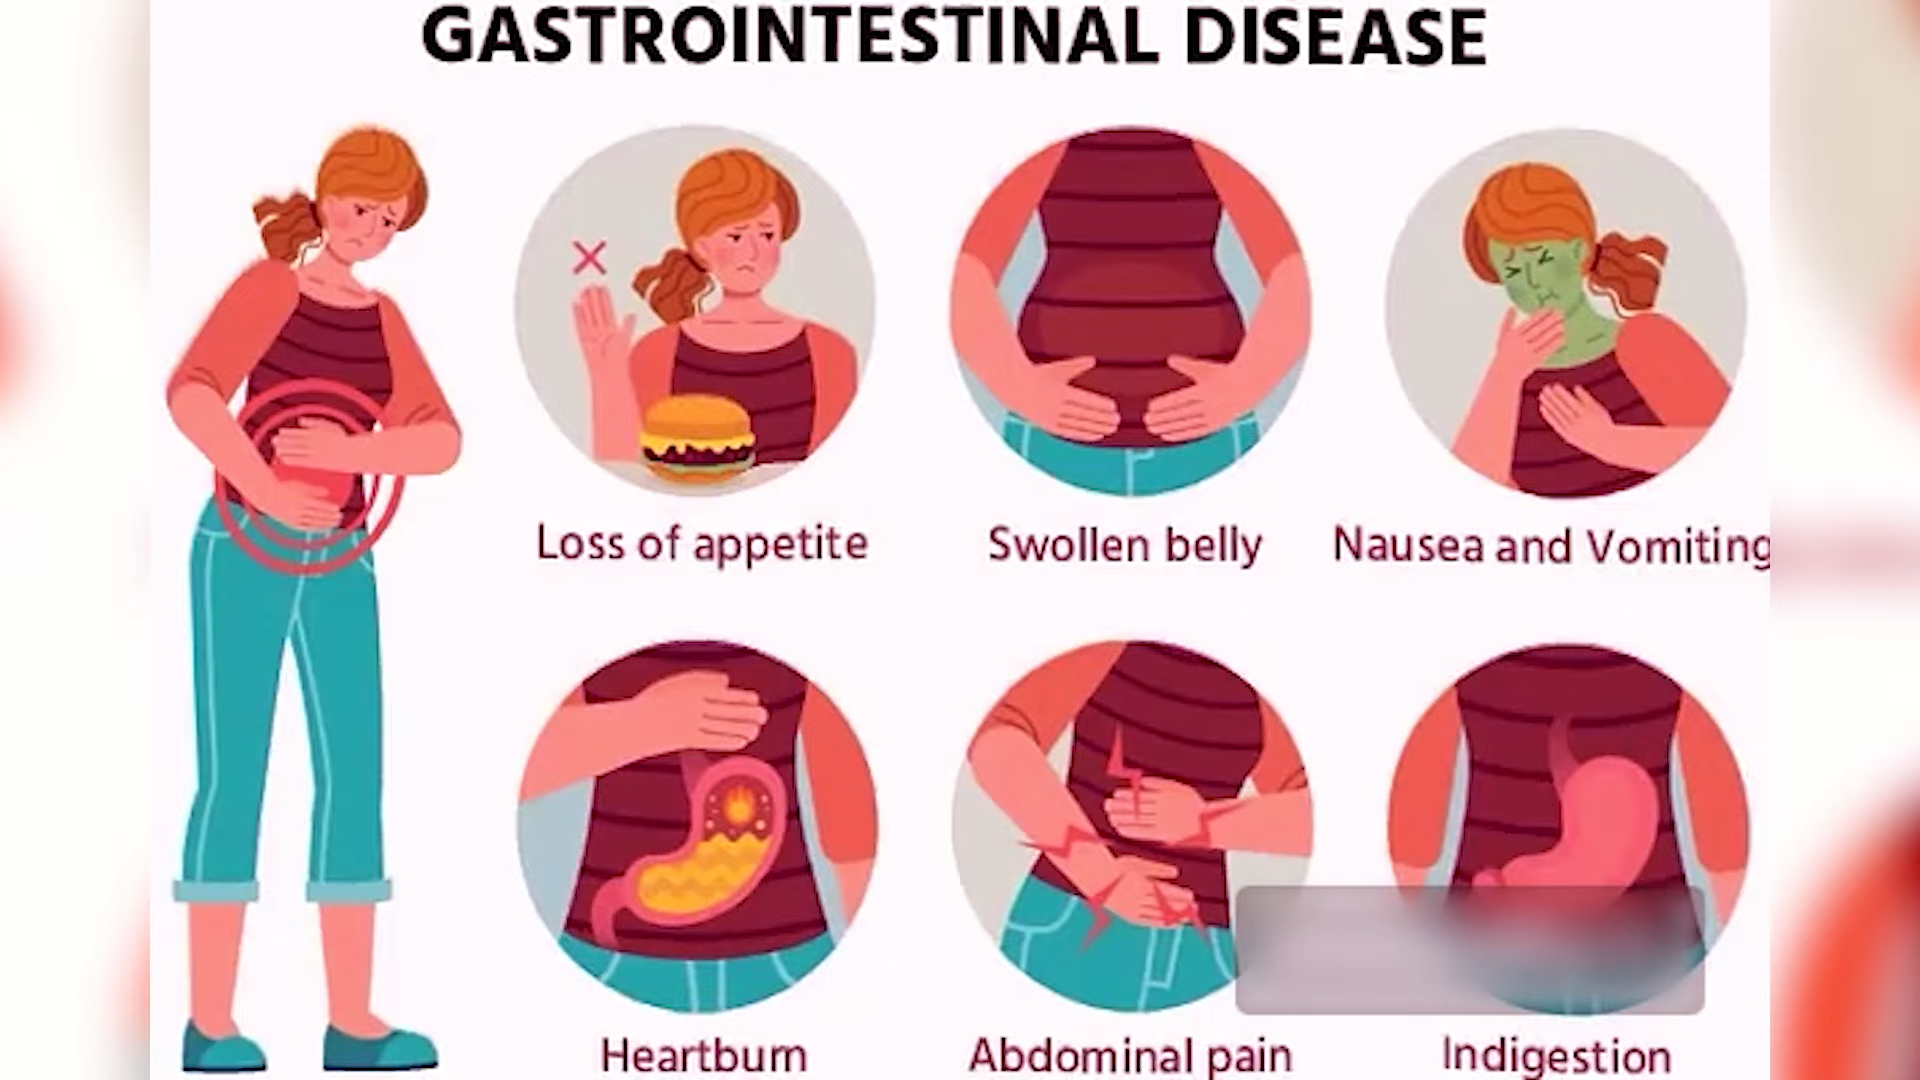 GASTROINTESTINAL DISEASE
Loss of appetite
Swollen belly
Nausea and Vomiting
Heartburn
Abdominal pain
Indigestion